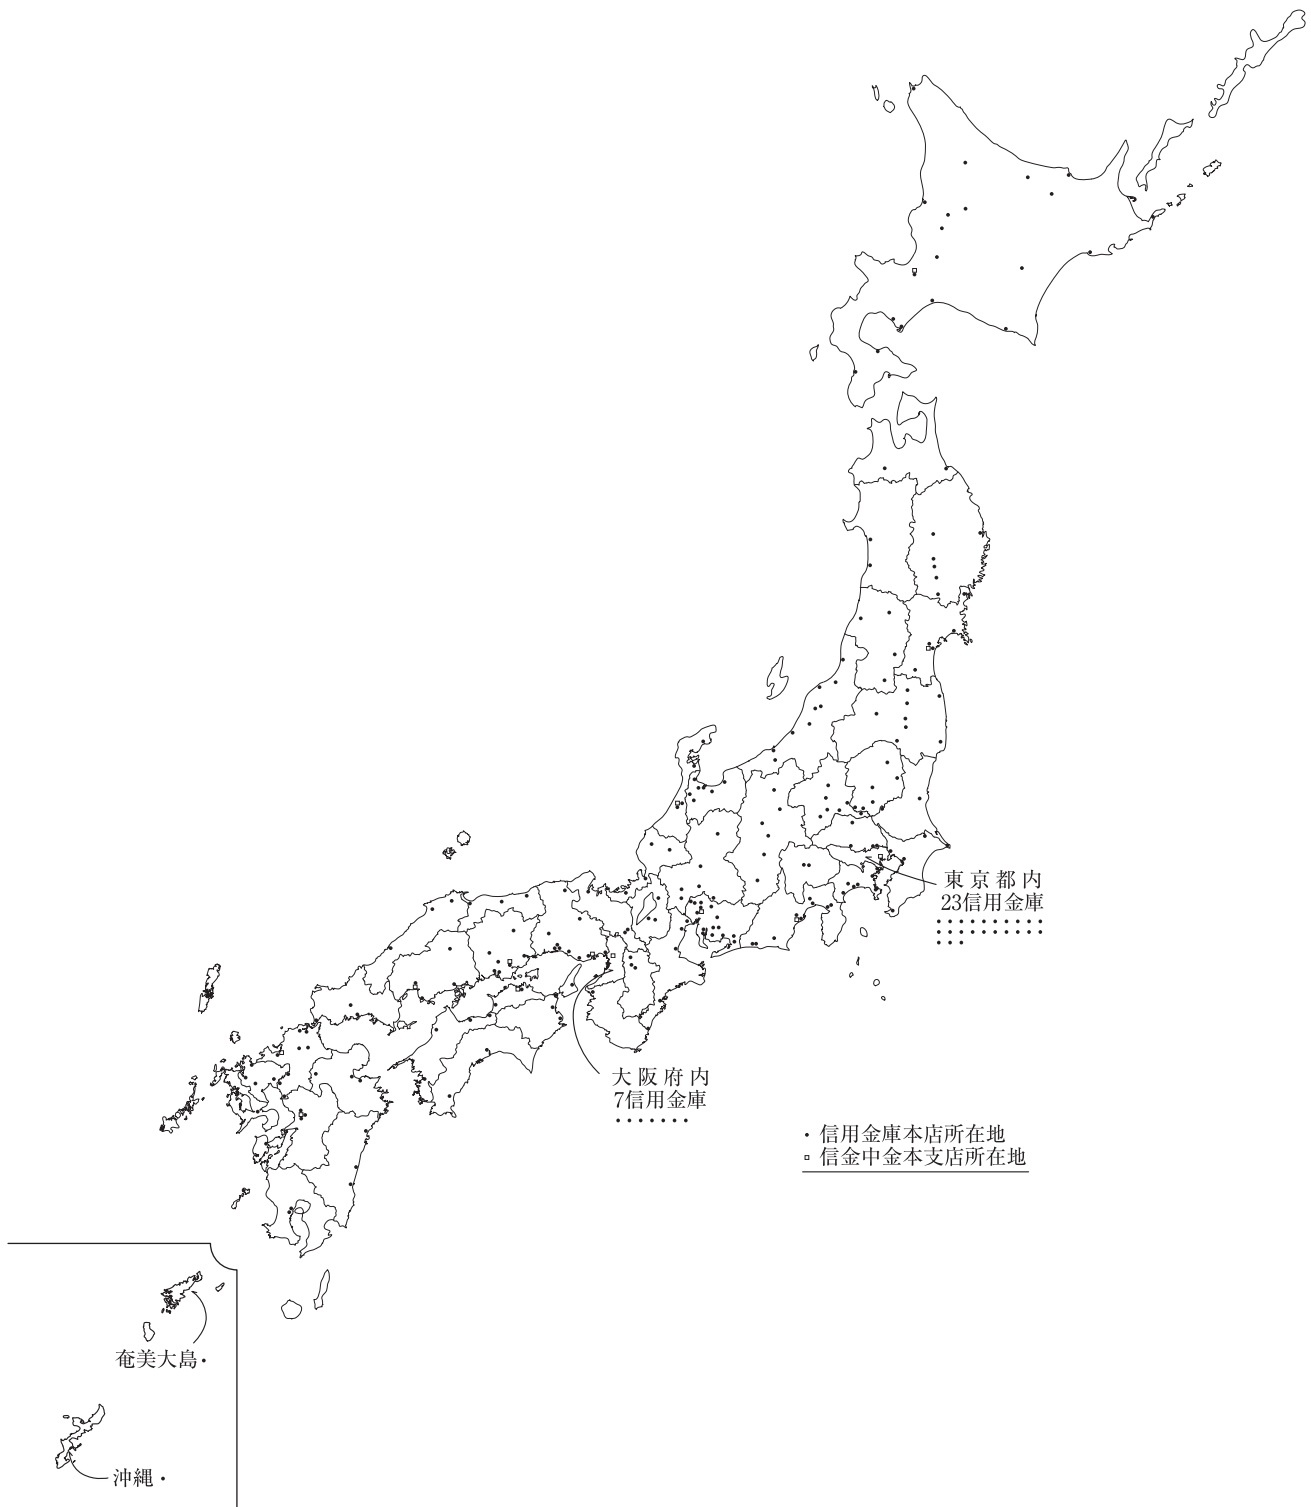 東京都内
23信用金庫
大阪府内
7信用金庫
・信用金庫本店所在地
▫信金中金本支店所在地
奄美大島・
沖縄・